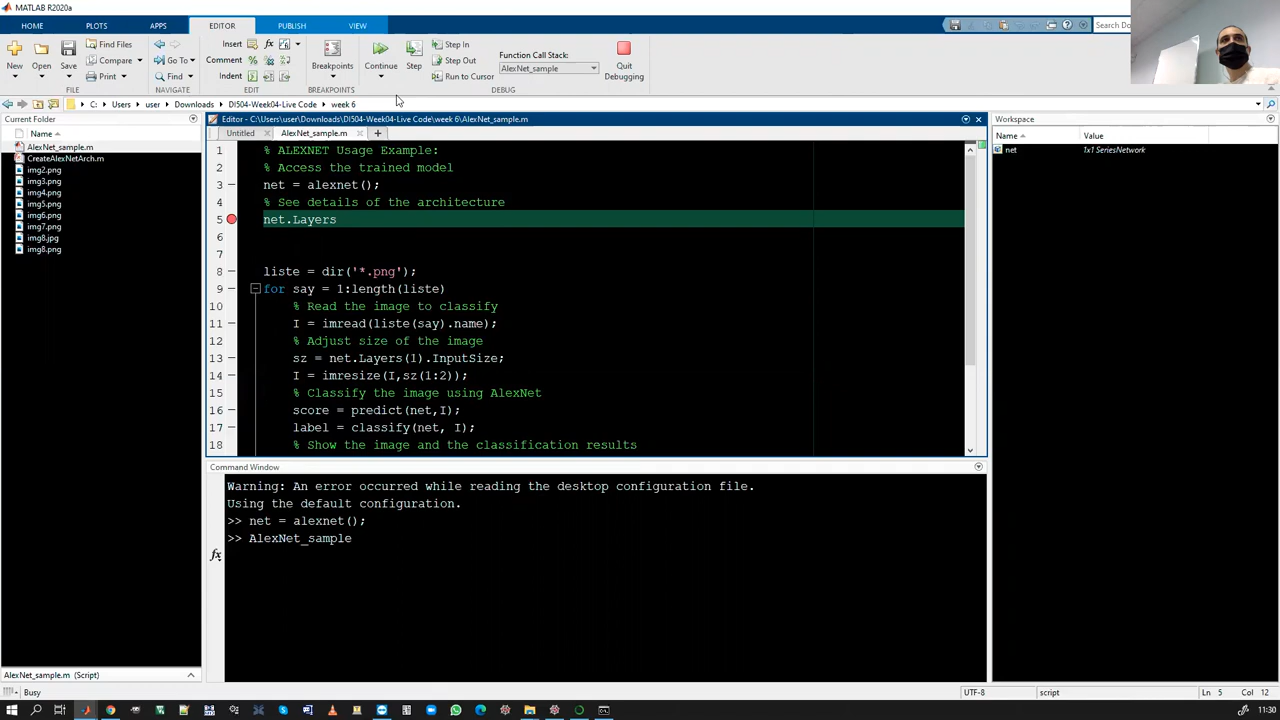 MATLAB R2020a
HOME PLOTS APPS EDITOR PUBLISH VIEW Search Do
New Open Save Find Files Compare Print Go To Find Insert Comment Indent fx Breakpoints Continue Step Step In Step Out Run to Cursor Function Call Stack: AlexNet_sample Quit Debugging
FILE NAVIGATE EDIT BREAKPOINTS DEBUG
C: Users user Downloads DI504-Week04-Live Code week 6
Current Folder
Name
AlexNet_sample.m
CreateAlexNetArch.m
img2.png
img3.png
img4.png
img5.png
img6.png
img7.png
img8.jpg
img8.png
AlexNet_sample.m (Script)
Editor - C:\Users\user\Downloads\DI504-Week04-Live Code\week 6\AlexNet_sample.m
Untitled AlexNet_sample.m
1 % ALEXNET Usage Example:
2 % Access the trained model
3 net = alexnet();
4 % See details of the architecture
5 net.Layers
6
7
8 liste = dir('*.png');
9 for say = 1:length(liste)
10 % Read the image to classify
11 I = imread(liste(say).name);
12 % Adjust size of the image
13 sz = net.Layers(1).InputSize;
14 I = imresize(I,sz(1:2));
15 % Classify the image using AlexNet
16 score = predict(net,I);
17 label = classify(net, I);
18 % Show the image and the classification results
Command Window
Warning: An error occurred while reading the desktop configuration file.
Using the default configuration.
>> net = alexnet();
>> AlexNet_sample
fx
Workspace
Name Value
net 1x1 SeriesNetwork
Busy UTF-8 script Ln 5 Col 12
11:30